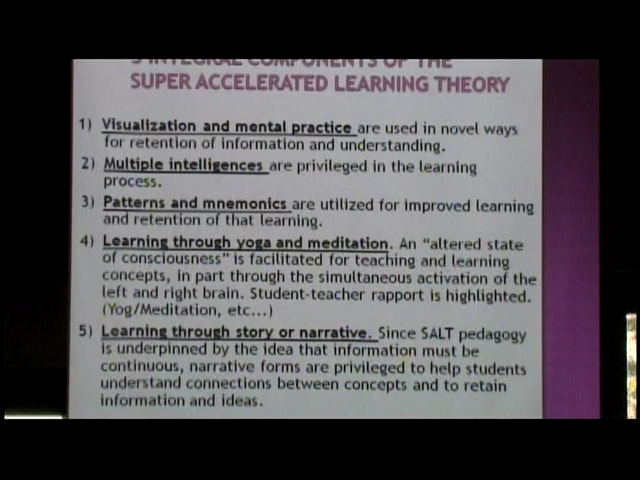 5 INTEGRAL COMPONENTS OF THE
SUPER ACCELERATED LEARNING THEORY
1) Visualization and mental practice are used in novel ways
for retention of information and understanding.
2) Multiple intelligences are privileged in the learning
process.
3) Patterns and mnemonics are utilized for improved learning
and retention of that learning.
4) Learning through yoga and meditation. An “altered state
of consciousness” is facilitated for teaching and learning
concepts, in part through the simultaneous activation of the
left and right brain. Student-teacher rapport is highlighted.
(Yog/Meditation, etc...)
5) Learning through story or narrative. Since SALT pedagogy
is underpinned by the idea that information must be
continuous, narrative forms are privileged to help students
understand connections between concepts and to retain
information and ideas.